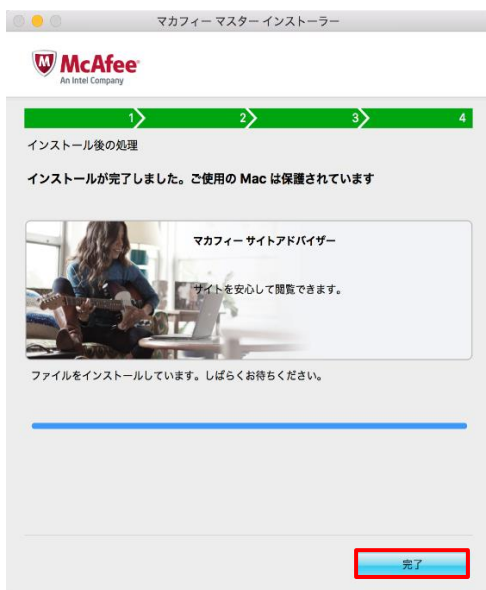 マカフィー マスター インストーラー
McAfee
An Intel Company
1 2 3 4
インストール後の処理
インストールが完了しました。ご使用の Mac は保護されています
マカフィー サイトアドバイザー
サイトを安心して閲覧できます。
ファイルをインストールしています。しばらくお待ちください。
完了